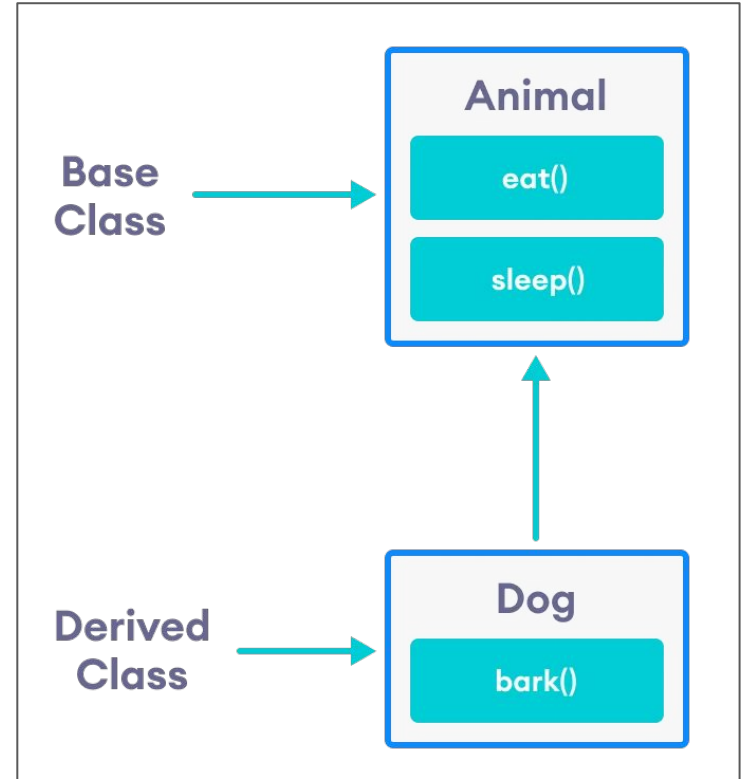 Animal
eat()
sleep()
Base
Class
Dog
bark()
Derived
Class